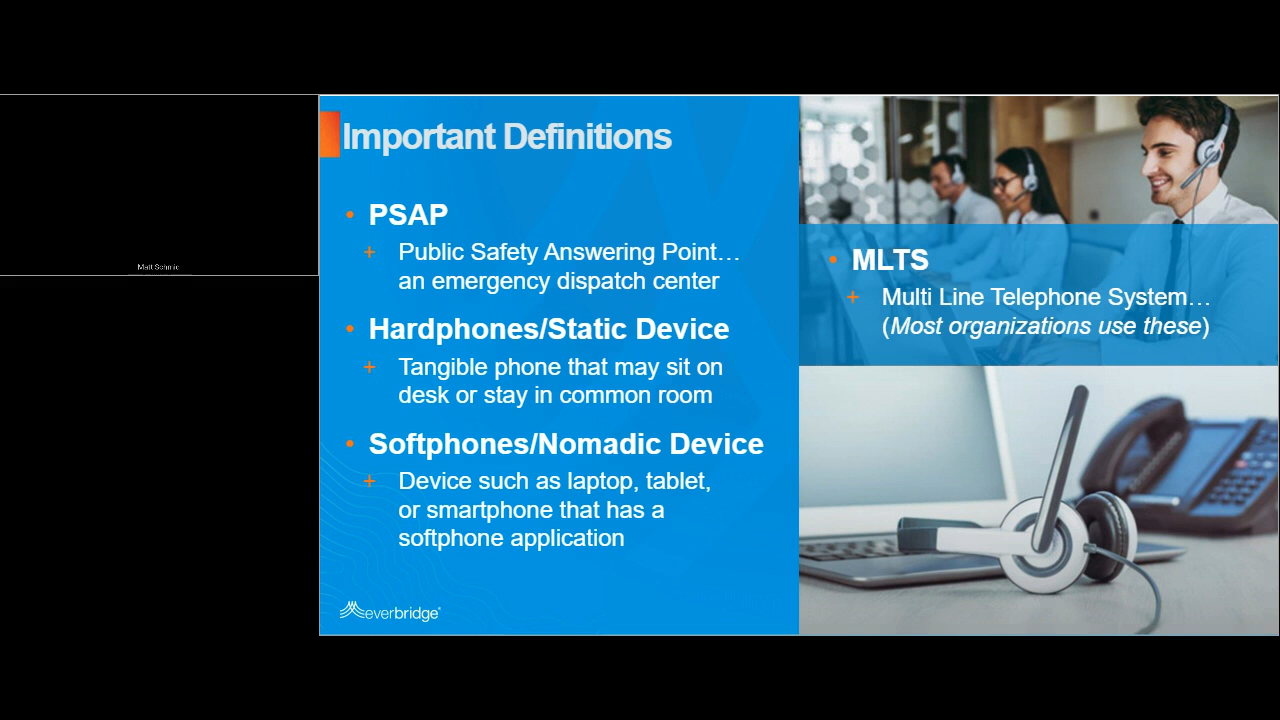 Matt Schmid
Important Definitions
• PSAP
+ Public Safety Answering Point…
an emergency dispatch center
• Hardphones/Static Device
+ Tangible phone that may sit on
desk or stay in common room
• Softphones/Nomadic Device
+ Device such as laptop, tablet,
or smartphone that has a
softphone application
everbridge®
• MLTS
+ Multi Line Telephone System…
(Most organizations use these)